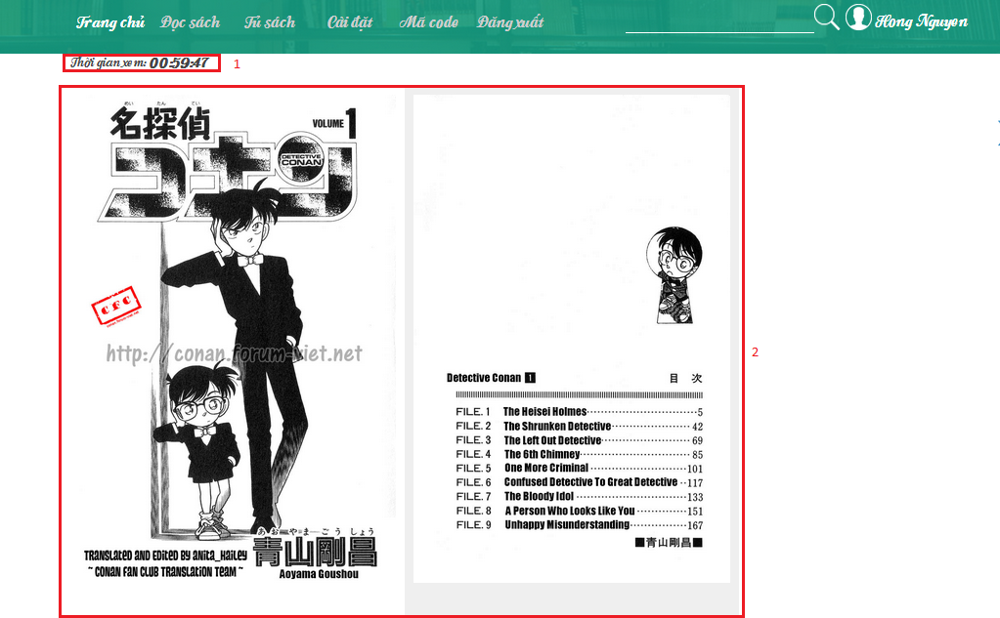 Trang chủ Đọc sách Tủ sách Cài đặt Mã code Đăng xuất Hong Nguyen
Thời gian xem: 00:59:47 1
めい たん てい
名探偵
VOLUME 1
コナン
DETECTIVE
CONAN
CFC
http://conan.forum-viet.net
あお やま ごう しょう
青山剛昌
Aoyama Goushou
TRANSLATED AND EDITED BY ANITA_HAILEY
~ CONAN FAN CLUB TRANSLATION TEAM ~
2
Detective Conan 1 目次
FILE. 1 The Heisei Holmes 5
FILE. 2 The Shrunken Detective 42
FILE. 3 The Left Out Detective 69
FILE. 4 The 6th Chimney 85
FILE. 5 One More Criminal 101
FILE. 6 Confused Detective To Great Detective 117
FILE. 7 The Bloody Idol 133
FILE. 8 A Person Who Looks Like You 151
FILE. 9 Unhappy Misunderstanding 167
■青山剛昌■